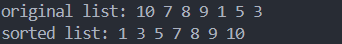 original list: 10 7 8 9 1 5 3
sorted list: 1 3 5 7 8 9 10